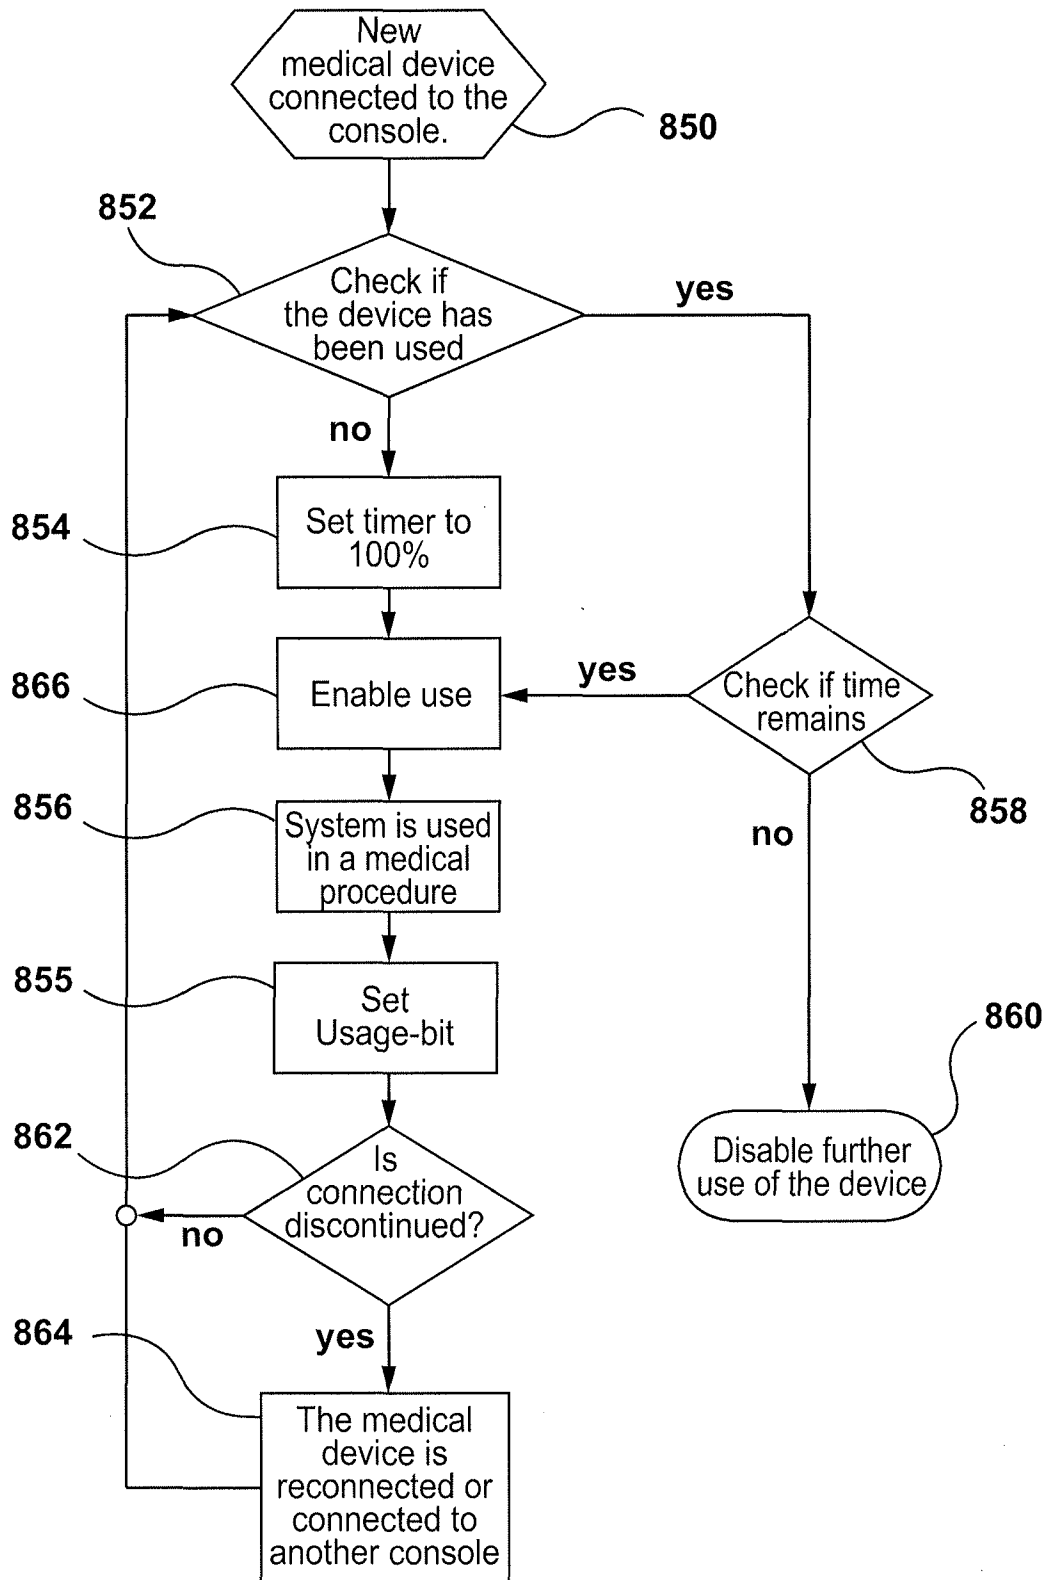 New
medical device
connected to the
console.
850
852
Check if
the device has
been used
yes
no
854
Set timer to
100%
866
Enable use
yes
Check if time
remains
858
856
System is used
in a medical
procedure
no
855
Set
Usage-bit
860
Disable further
use of the device
862
Is
connection
discontinued?
no
yes
864
The medical
device is
reconnected or
connected to
another console